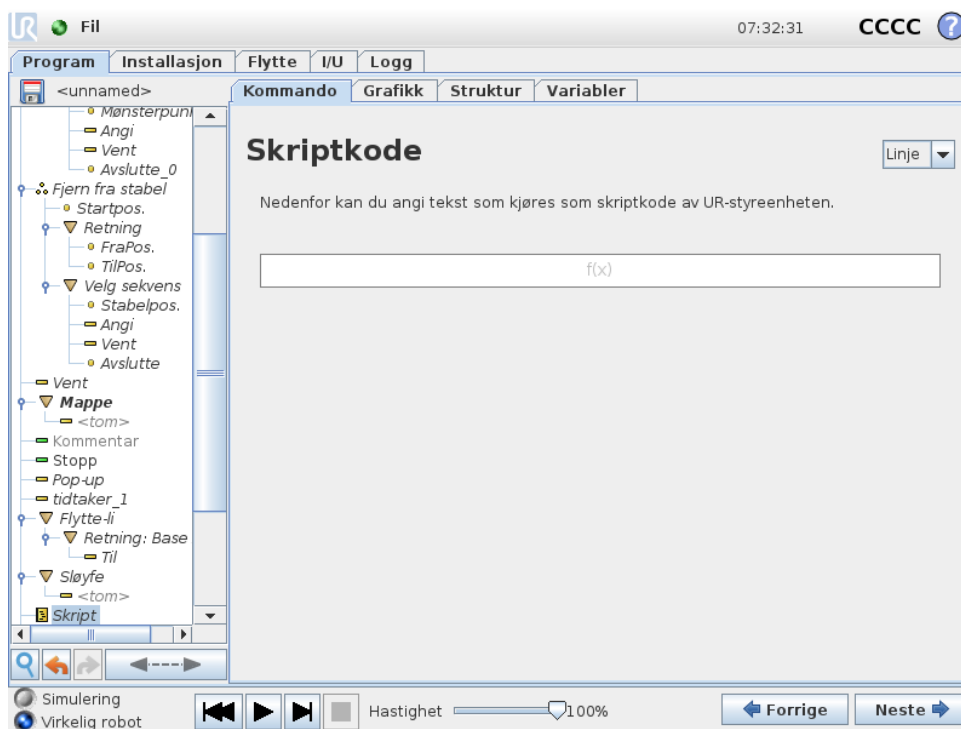 UR Fil 07:32:31 CCCC ?
Program Installasjon Flytte I/U Logg
<unnamed>
Kommando Grafikk Struktur Variabler
Mønsterpun
Angi
Vent
Avslutte_0
Fjern fra stabel
Startpos.
Retning
FraPos.
TilPos.
Velg sekvens
Stabelpos.
Angi
Vent
Avslutte
Vent
Mappe
<tom>
Kommentar
Stopp
Pop-up
tidtaker_1
Flytte-li
Retning: Base
Til
Sløyfe
<tom>
Skript
Skriptkode
Linje
Nedenfor kan du angi tekst som kjøres som skriptkode av UR-styreenheten.
f(x)
Simulering
Virkelig robot
Hastighet 100%
Forrige Neste